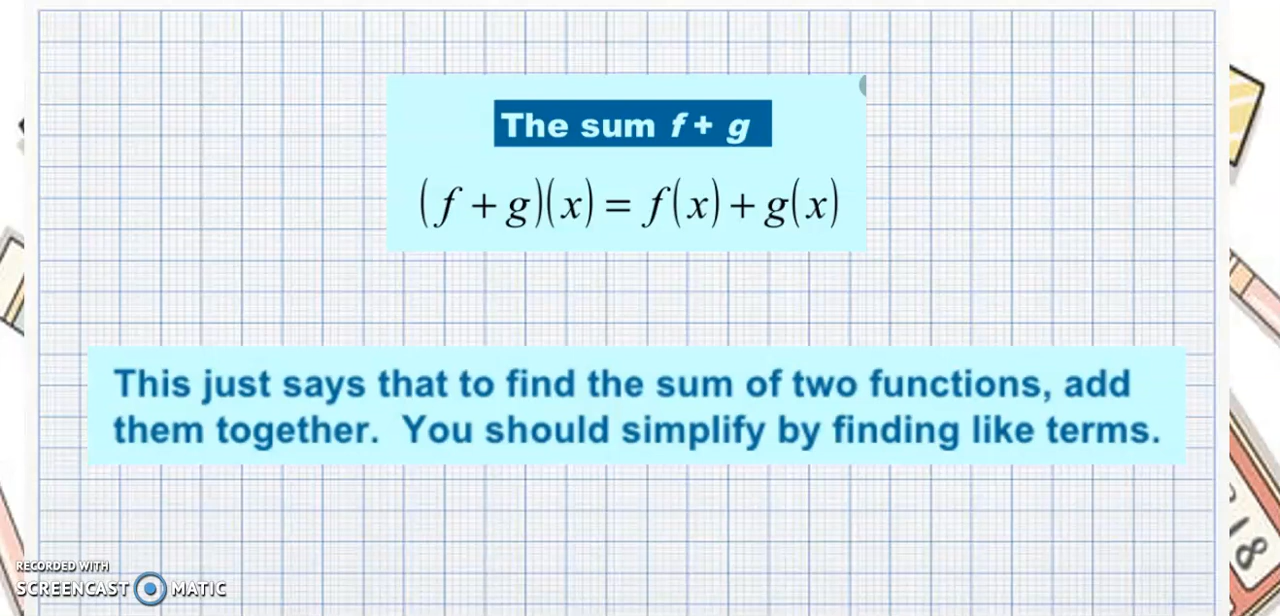 The sum f + g
(f + g)(x) = f(x) + g(x)
This just says that to find the sum of two functions, add
them together. You should simplify by finding like terms.
RECORDED WITH
SCREENCAST MATIC